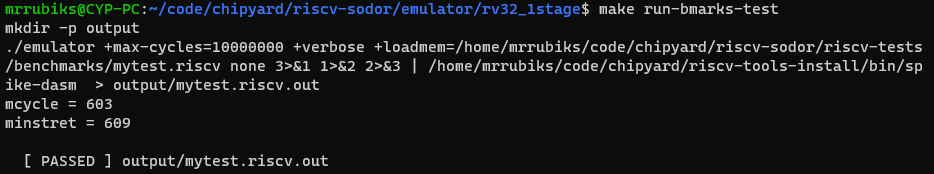 mrrubiks@CYP-PC:~/code/chipyard/riscv-sodor/emulator/rv32_1stage$ make run-bmarks-test
mkdir -p output
./emulator +max-cycles=10000000 +verbose +loadmem=/home/mrrubiks/code/chipyard/riscv-sodor/riscv-tests
/benchmarks/mytest.riscv none 3>&1 1>&2 2>&3 | /home/mrrubiks/code/chipyard/riscv-tools-install/bin/sp
ike-dasm  > output/mytest.riscv.out
mcycle = 603
minstret = 609
  [ PASSED ] output/mytest.riscv.out